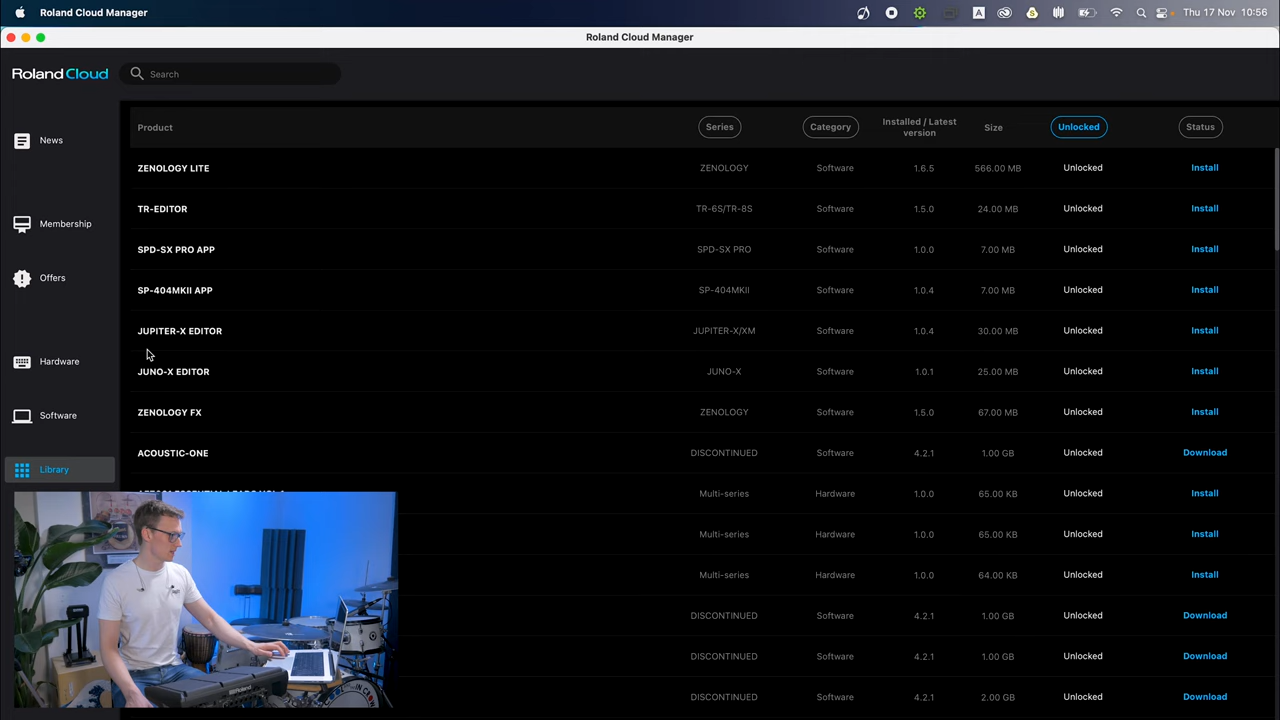 Roland Cloud Manager
A
S
Thu 17 Nov 10:56
Roland Cloud Manager
Roland Cloud
Search
News
Membership
Offers
Hardware
Software
Library
Product Series Category Installed / Latest version Size Unlocked Status
ZENOLOGY LITE ZENOLOGY Software 1.6.5 566.00 MB Unlocked Install
TR-EDITOR TR-6S/TR-8S Software 1.5.0 24.00 MB Unlocked Install
SPD-SX PRO APP SPD-SX PRO Software 1.0.0 7.00 MB Unlocked Install
SP-404MKII APP SP-404MKII Software 1.0.4 7.00 MB Unlocked Install
JUPITER-X EDITOR JUPITER-X/XM Software 1.0.4 30.00 MB Unlocked Install
JUNO-X EDITOR JUNO-X Software 1.0.1 25.00 MB Unlocked Install
ZENOLOGY FX ZENOLOGY Software 1.5.0 67.00 MB Unlocked Install
ACOUSTIC-ONE DISCONTINUED Software 4.2.1 1.00 GB Unlocked Download
Multi-series Hardware 1.0.0 65.00 KB Unlocked Install
Multi-series Hardware 1.0.0 65.00 KB Unlocked Install
Multi-series Hardware 1.0.0 64.00 KB Unlocked Install
DISCONTINUED Software 4.2.1 1.00 GB Unlocked Download
DISCONTINUED Software 4.2.1 1.00 GB Unlocked Download
DISCONTINUED Software 4.2.1 2.00 GB Unlocked Download
Roland